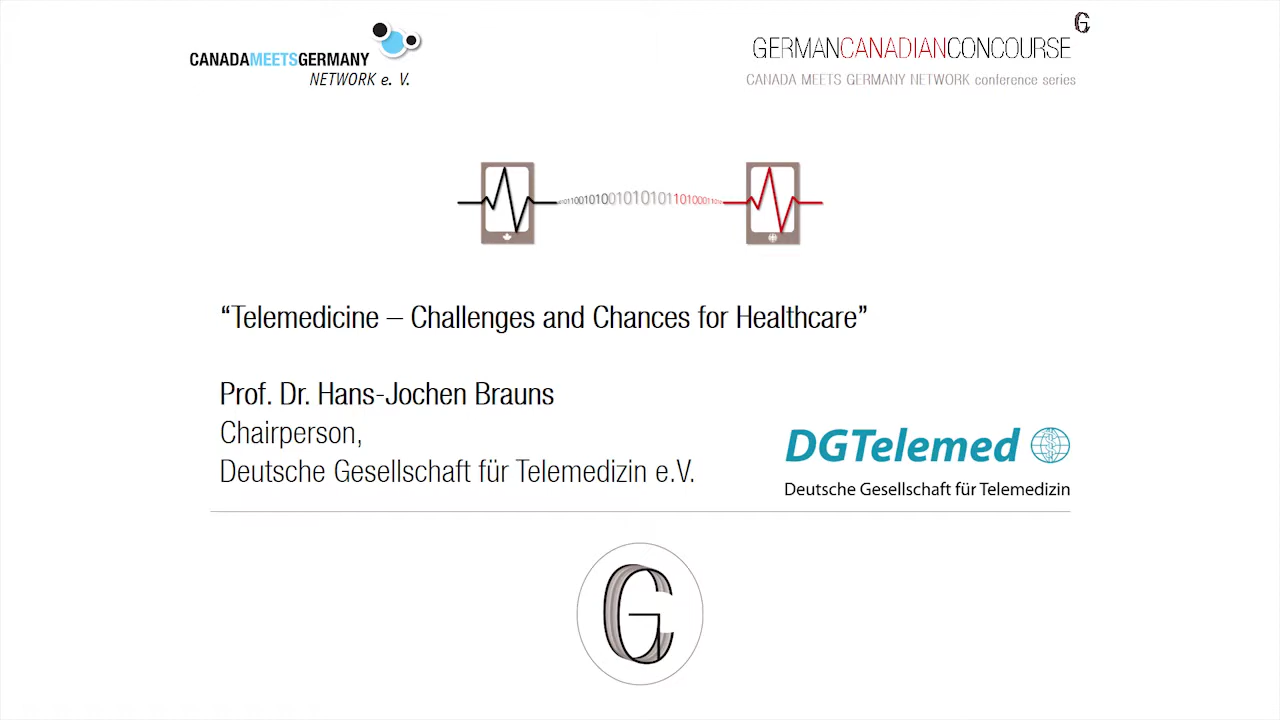 CANADAMEETSGERMANY
NETWORK e. V.
GERMANCANADIANCONCOURSE
CANADA MEETS GERMANY NETWORK conference series
“Telemedicine – Challenges and Chances for Healthcare”
Prof. Dr. Hans-Jochen Brauns
Chairperson,
Deutsche Gesellschaft für Telemedizin e.V.
DGTelemed
Deutsche Gesellschaft für Telemedizin